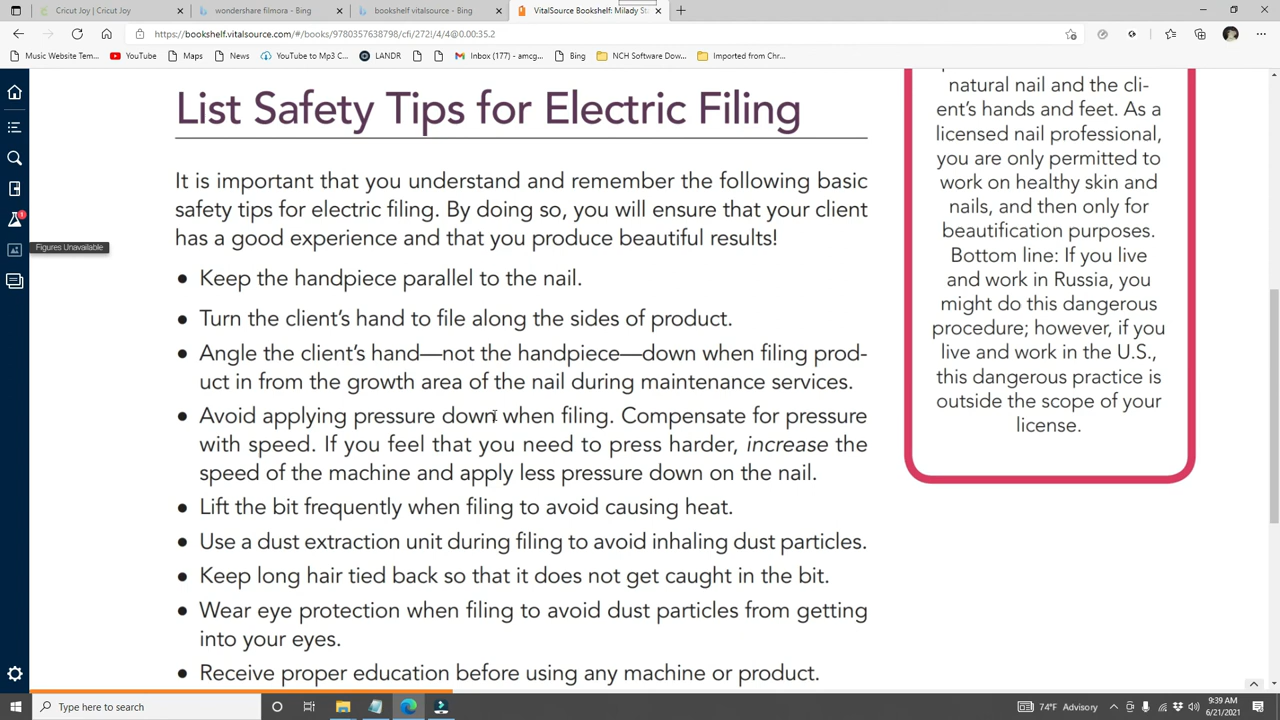 Cricut Joy | Cricut Joy
wondershare filmora - Bing
bookshelf vitalsource - Bing
VitalSource Bookshelf: Milady St
https://bookshelf.vitalsource.com/#/books/9780357638798/cfi/272!/4/4@0.00:35.2
Music Website Tem...
YouTube
Maps
News
YouTube to Mp3 C...
LANDR
Inbox (177) - amcg...
Bing
NCH Software Dow...
Imported from Chr...
List Safety Tips for Electric Filing
It is important that you understand and remember the following basic
safety tips for electric filing. By doing so, you will ensure that your client
has a good experience and that you produce beautiful results!
• Keep the handpiece parallel to the nail.
• Turn the client's hand to file along the sides of product.
• Angle the client's hand—not the handpiece—down when filing prod-
uct in from the growth area of the nail during maintenance services.
• Avoid applying pressure down when filing. Compensate for pressure
with speed. If you feel that you need to press harder, increase the
speed of the machine and apply less pressure down on the nail.
• Lift the bit frequently when filing to avoid causing heat.
• Use a dust extraction unit during filing to avoid inhaling dust particles.
• Keep long hair tied back so that it does not get caught in the bit.
• Wear eye protection when filing to avoid dust particles from getting
into your eyes.
• Receive proper education before using any machine or product.
natural nail and the cli-
ent's hands and feet. As a
licensed nail professional,
you are only permitted to
work on healthy skin and
nails, and then only for
beautification purposes.
Bottom line: If you live
and work in Russia, you
might do this dangerous
procedure; however, if you
live and work in the U.S.,
this dangerous practice is
outside the scope of your
license.
1
Figures Unavailable
Type here to search
74°F Advisory
9:39 AM
6/21/2021